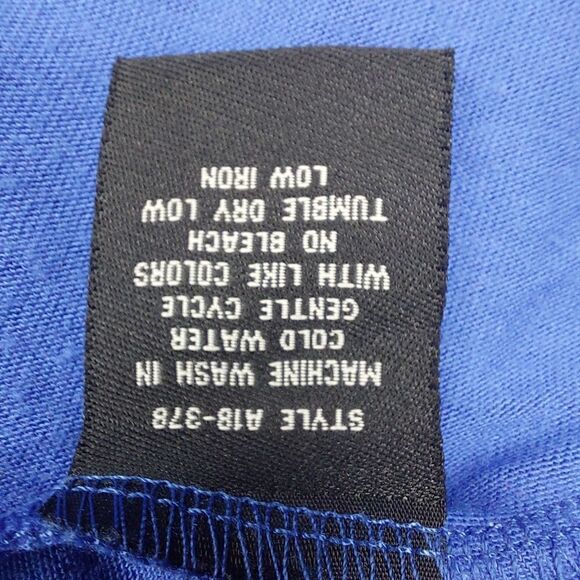 STYLE A18-378
MACHINE WASH IN
COLD WATER
GENTLE CYCLE
WITH LIKE COLORS
NO BLEACH
TUMBLE DRY LOW
LOW IRON